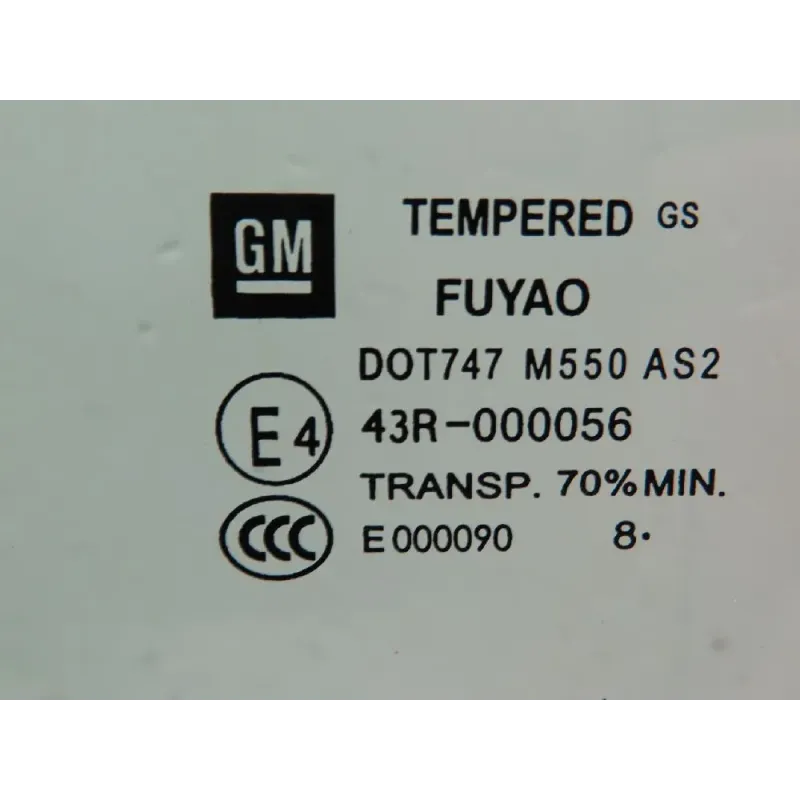 GM
TEMPERED GS
FUYAO
DOT747 M550 AS2
E4 43R-000056
TRANSP. 70% MIN.
CCC E000090 8.